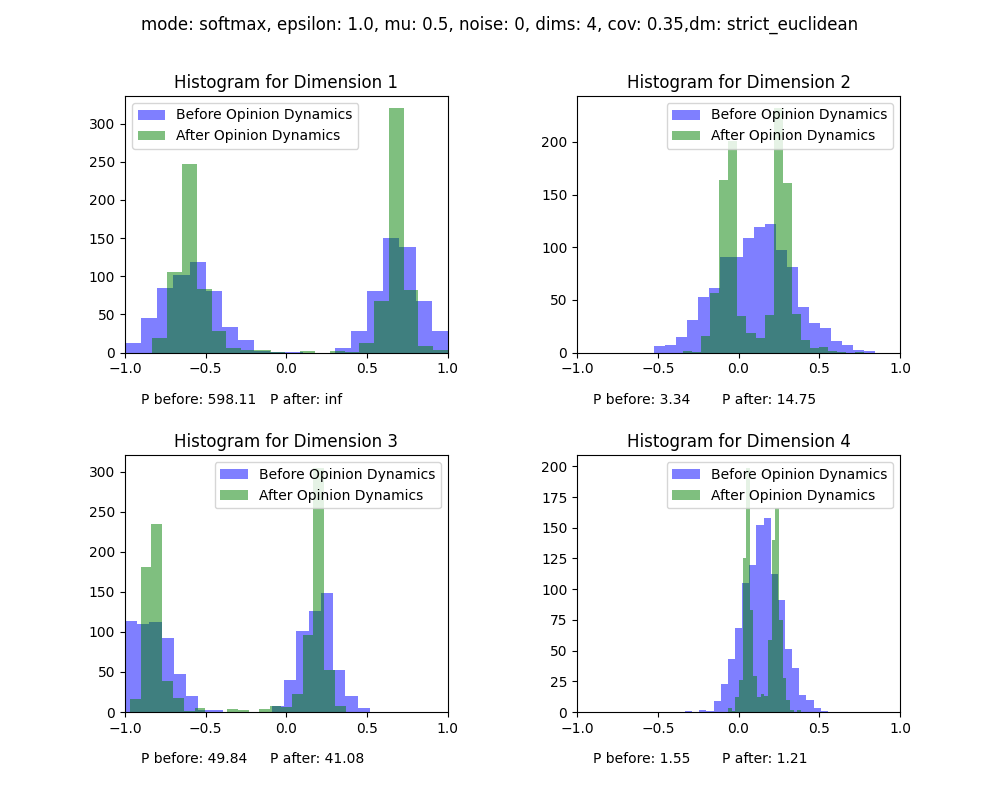 mode: softmax, epsilon: 1.0, mu: 0.5, noise: 0, dims: 4, cov: 0.35,dm: strict_euclidean
Histogram for Dimension 1
Before Opinion Dynamics
After Opinion Dynamics
300
250
200
150
100
50
0
−1.0 −0.5 0.0 0.5 1.0
P before: 598.11 P after: inf
Histogram for Dimension 2
Before Opinion Dynamics
After Opinion Dynamics
200
150
100
50
0
−1.0 −0.5 0.0 0.5 1.0
P before: 3.34 P after: 14.75
Histogram for Dimension 3
Before Opinion Dynamics
After Opinion Dynamics
300
250
200
150
100
50
0
−1.0 −0.5 0.0 0.5 1.0
P before: 49.84 P after: 41.08
Histogram for Dimension 4
Before Opinion Dynamics
After Opinion Dynamics
200
175
150
125
100
75
50
25
0
−1.0 −0.5 0.0 0.5 1.0
P before: 1.55 P after: 1.21